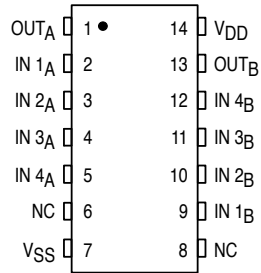 OUTA 1 14 VDD
IN 1A 2 13 OUTB
IN 2A 3 12 IN 4B
IN 3A 4 11 IN 3B
IN 4A 5 10 IN 2B
NC 6 9 IN 1B
VSS 7 8 NC